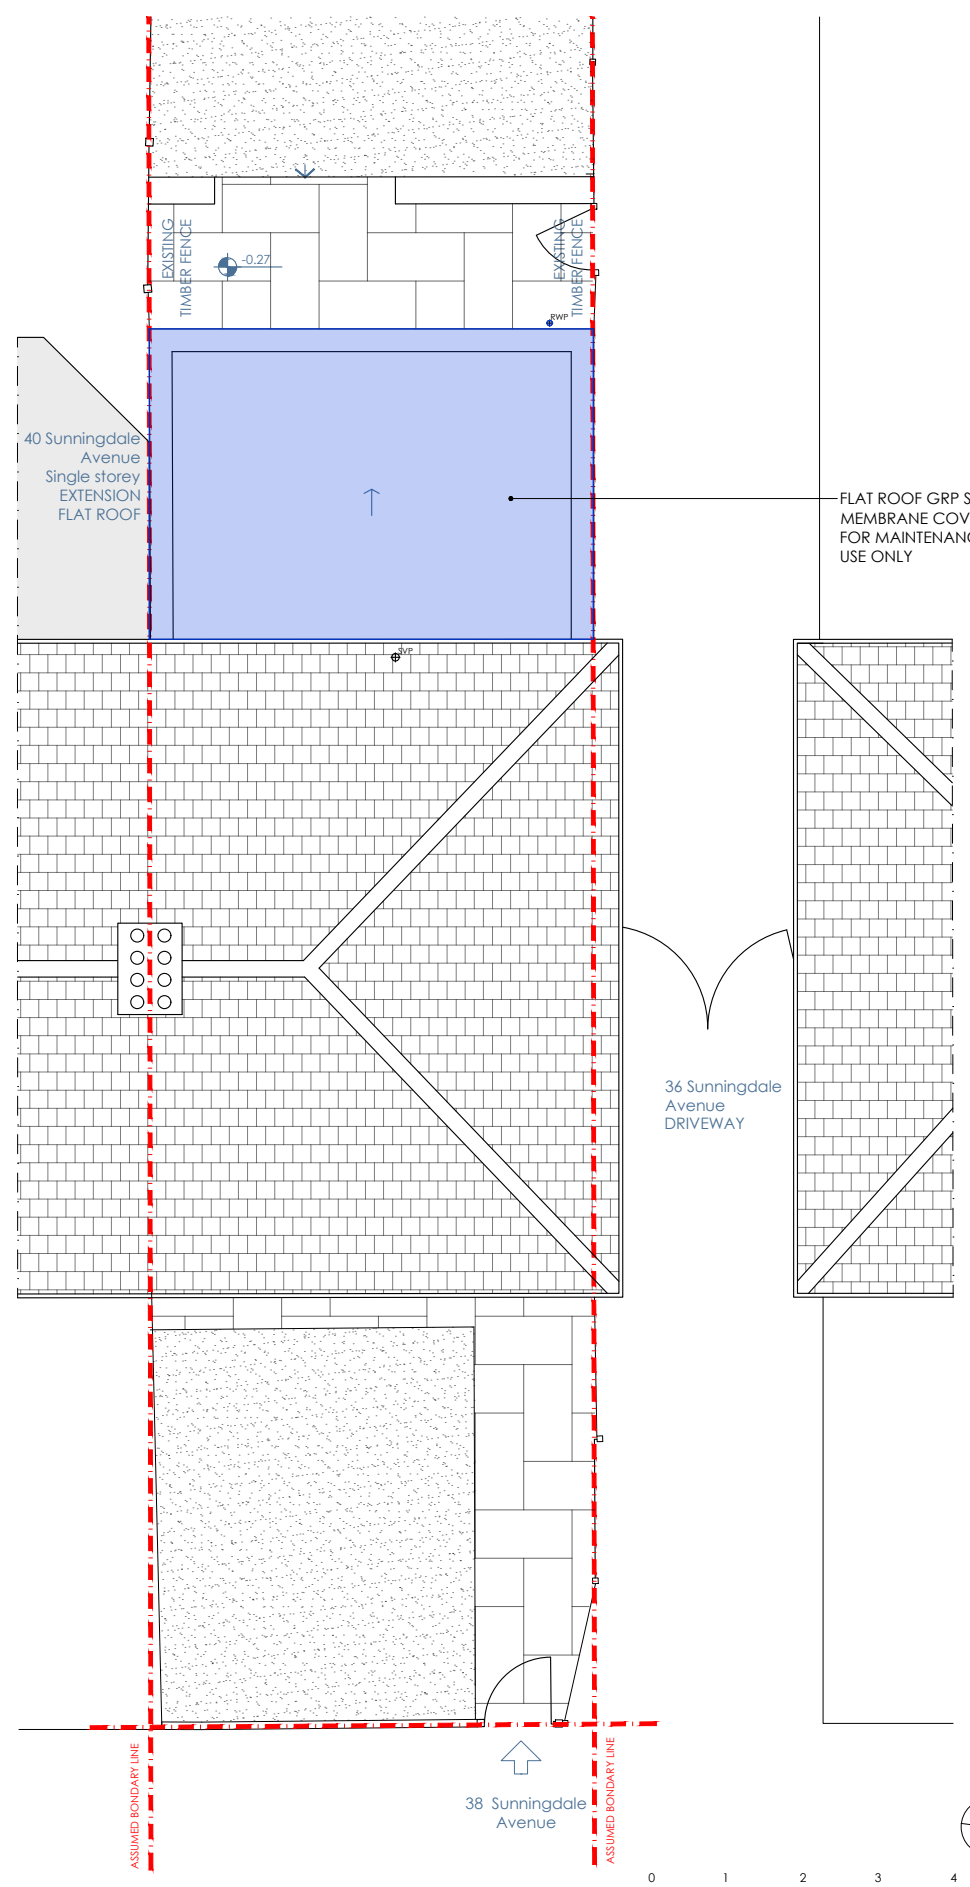 EXISTING
TIMBER FENCE
EXISTING
TIMBER FENCE
-0.27
RWP
40 Sunningdale
Avenue
Single storey
EXTENSION
FLAT ROOF
FLAT ROOF GRP S
MEMBRANE COV
FOR MAINTENANC
USE ONLY
SVP
36 Sunningdale
Avenue
DRIVEWAY
ASSUMED BONDARY LINE
ASSUMED BONDARY LINE
38 Sunningdale
Avenue
0 1 2 3 4